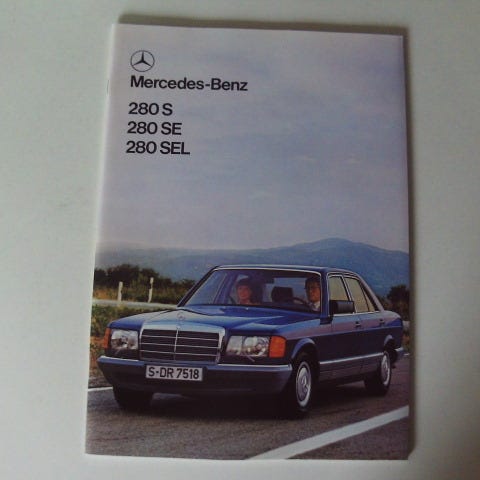 Mercedes-Benz
280 S
280 SE
280 SEL
S-DR 7518